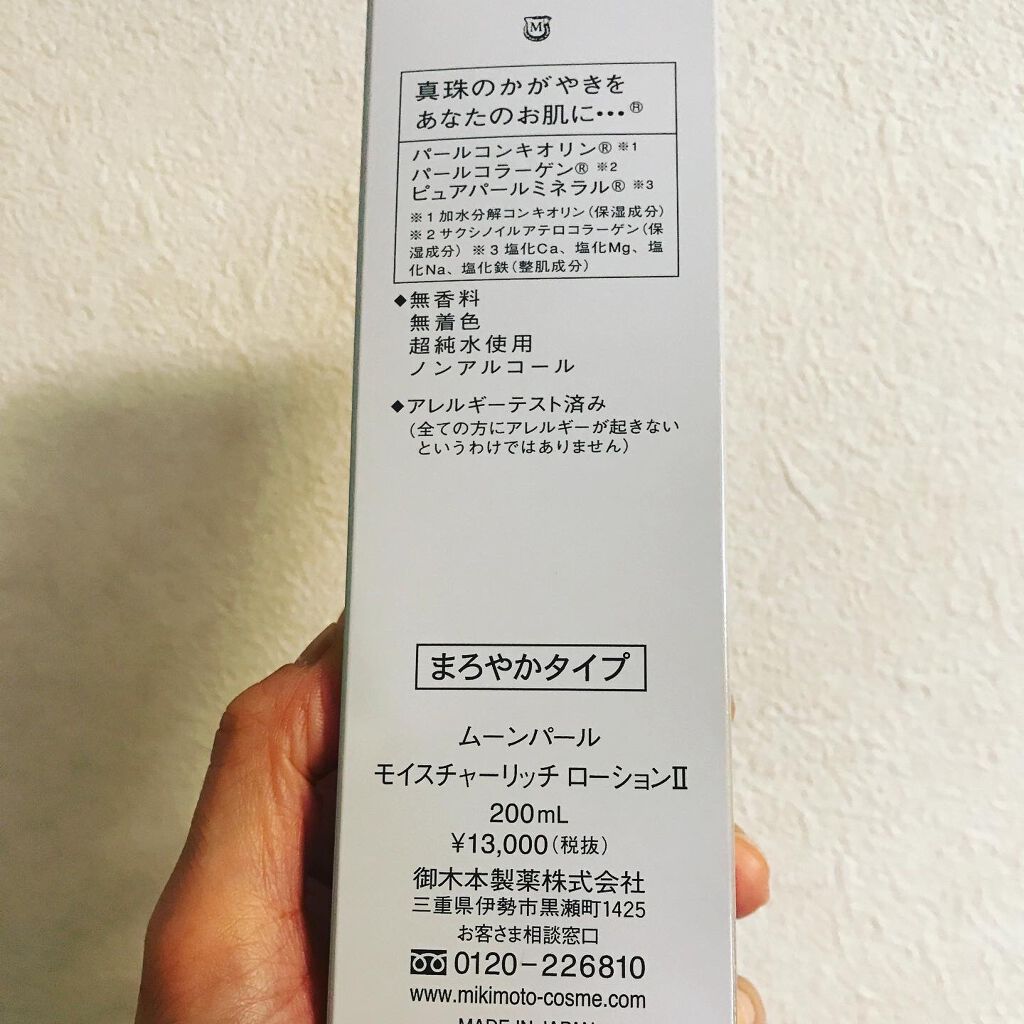 M
真珠のかがやきを
あなたのお肌に・・・®
パールコンキオリン® ※1
パールコラーゲン® ※2
ピュアパールミネラル® ※3
※1加水分解コンキオリン(保湿成分)
※2サクシノイルアテロコラーゲン(保
湿成分) ※3塩化Ca、塩化Mg、塩
化Na、塩化鉄(整肌成分)
◆無香料
無着色
超純水使用
ノンアルコール
◆アレルギーテスト済み
(全ての方にアレルギーが起きない
というわけではありません)
まろやかタイプ
ムーンパール
モイスチャーリッチ ローションⅡ
200mL
¥13,000(税抜)
御木本製薬株式会社
三重県伊勢市黒瀬町1425
お客さま相談窓口
0120-226810
www.mikimoto-cosme.com
MADE IN JAPAN